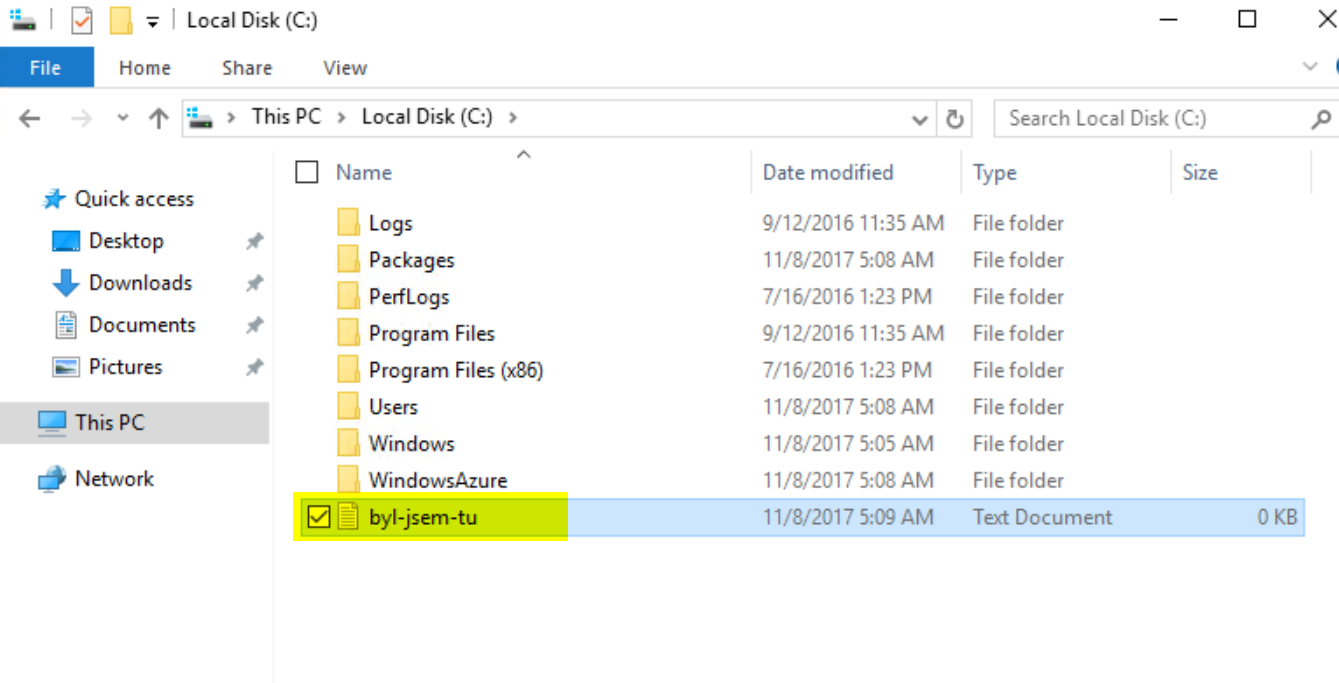 Local Disk (C:)
File Home Share View
This PC Local Disk (C:) Search Local Disk (C:)
Name Date modified Type Size
Quick access
Desktop
Downloads
Documents
Pictures
This PC
Network
Logs 9/12/2016 11:35 AM File folder
Packages 11/8/2017 5:08 AM File folder
PerfLogs 7/16/2016 1:23 PM File folder
Program Files 9/12/2016 11:35 AM File folder
Program Files (x86) 7/16/2016 1:23 PM File folder
Users 11/8/2017 5:08 AM File folder
Windows 11/8/2017 5:05 AM File folder
WindowsAzure 11/8/2017 5:08 AM File folder
byl-jsem-tu 11/8/2017 5:09 AM Text Document 0 KB